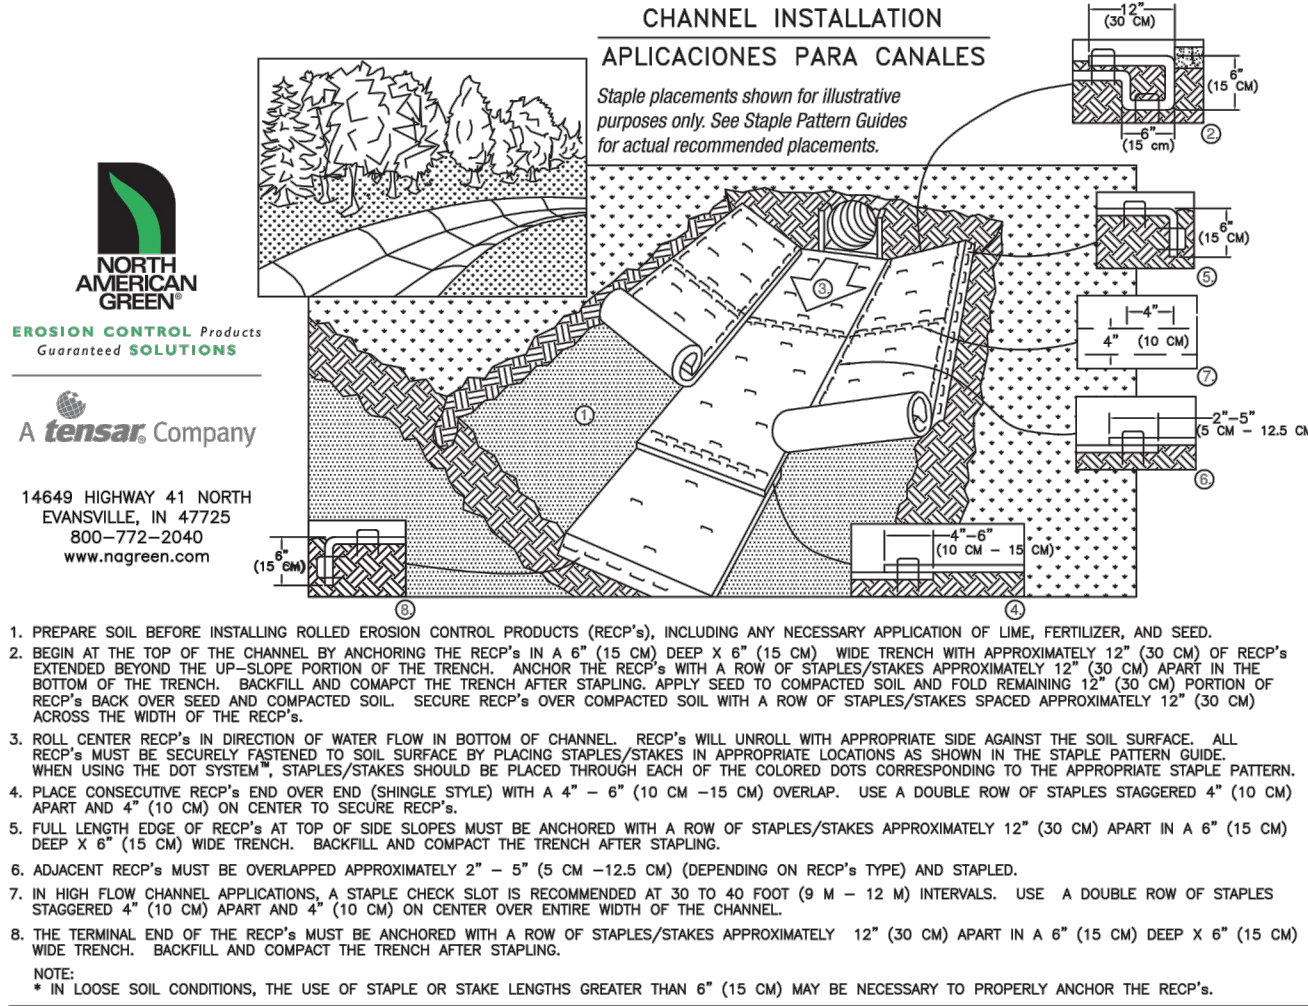 CHANNEL INSTALLATION
APLICACIONES PARA CANALES
Staple placements shown for illustrative
purposes only. See Staple Pattern Guides
for actual recommended placements.
12"
(30 CM)
6"
(15 CM)
6"
(15 cm)
2.
6"
(15 CM)
5.
4"
4"
(10 CM)
7.
2"-5"
(5 CM - 12.5 CM
6.
4"-6"
(10 CM - 15 CM)
4.
3.
1.
6"
(15 CM)
8.
NORTH
AMERICAN
GREEN®
EROSION CONTROL Products
Guaranteed SOLUTIONS
A tensar® Company
14649 HIGHWAY 41 NORTH
EVANSVILLE, IN 47725
800-772-2040
www.nagreen.com
1. PREPARE SOIL BEFORE INSTALLING ROLLED EROSION CONTROL PRODUCTS (RECP's), INCLUDING ANY NECESSARY APPLICATION OF LIME, FERTILIZER, AND SEED.
2. BEGIN AT THE TOP OF THE CHANNEL BY ANCHORING THE RECP's IN A 6" (15 CM) DEEP X 6" (15 CM) WIDE TRENCH WITH APPROXIMATELY 12" (30 CM) OF RECP's
EXTENDED BEYOND THE UP-SLOPE PORTION OF THE TRENCH. ANCHOR THE RECP's WITH A ROW OF STAPLES/STAKES APPROXIMATELY 12" (30 CM) APART IN THE
BOTTOM OF THE TRENCH. BACKFILL AND COMAPCT THE TRENCH AFTER STAPLING. APPLY SEED TO COMPACTED SOIL AND FOLD REMAINING 12" (30 CM) PORTION OF
RECP's BACK OVER SEED AND COMPACTED SOIL. SECURE RECP's OVER COMPACTED SOIL WITH A ROW OF STAPLES/STAKES SPACED APPROXIMATELY 12" (30 CM)
ACROSS THE WIDTH OF THE RECP's.
3. ROLL CENTER RECP's IN DIRECTION OF WATER FLOW IN BOTTOM OF CHANNEL. RECP's WILL UNROLL WITH APPROPRIATE SIDE AGAINST THE SOIL SURFACE. ALL
RECP's MUST BE SECURELY FASTENED TO SOIL SURFACE BY PLACING STAPLES/STAKES IN APPROPRIATE LOCATIONS AS SHOWN IN THE STAPLE PATTERN GUIDE.
WHEN USING THE DOT SYSTEM™, STAPLES/STAKES SHOULD BE PLACED THROUGH EACH OF THE COLORED DOTS CORRESPONDING TO THE APPROPRIATE STAPLE PATTERN.
4. PLACE CONSECUTIVE RECP's END OVER END (SHINGLE STYLE) WITH A 4" - 6" (10 CM -15 CM) OVERLAP. USE A DOUBLE ROW OF STAPLES STAGGERED 4" (10 CM)
APART AND 4" (10 CM) ON CENTER TO SECURE RECP's.
5. FULL LENGTH EDGE OF RECP's AT TOP OF SIDE SLOPES MUST BE ANCHORED WITH A ROW OF STAPLES/STAKES APPROXIMATELY 12" (30 CM) APART IN A 6" (15 CM)
DEEP X 6" (15 CM) WIDE TRENCH. BACKFILL AND COMPACT THE TRENCH AFTER STAPLING.
6. ADJACENT RECP's MUST BE OVERLAPPED APPROXIMATELY 2" - 5" (5 CM -12.5 CM) (DEPENDING ON RECP's TYPE) AND STAPLED.
7. IN HIGH FLOW CHANNEL APPLICATIONS, A STAPLE CHECK SLOT IS RECOMMENDED AT 30 TO 40 FOOT (9 M - 12 M) INTERVALS. USE A DOUBLE ROW OF STAPLES
STAGGERED 4" (10 CM) APART AND 4" (10 CM) ON CENTER OVER ENTIRE WIDTH OF THE CHANNEL.
8. THE TERMINAL END OF THE RECP's MUST BE ANCHORED WITH A ROW OF STAPLES/STAKES APPROXIMATELY 12" (30 CM) APART IN A 6" (15 CM) DEEP X 6" (15 CM)
WIDE TRENCH. BACKFILL AND COMPACT THE TRENCH AFTER STAPLING.
NOTE:
* IN LOOSE SOIL CONDITIONS, THE USE OF STAPLE OR STAKE LENGTHS GREATER THAN 6" (15 CM) MAY BE NECESSARY TO PROPERLY ANCHOR THE RECP's.